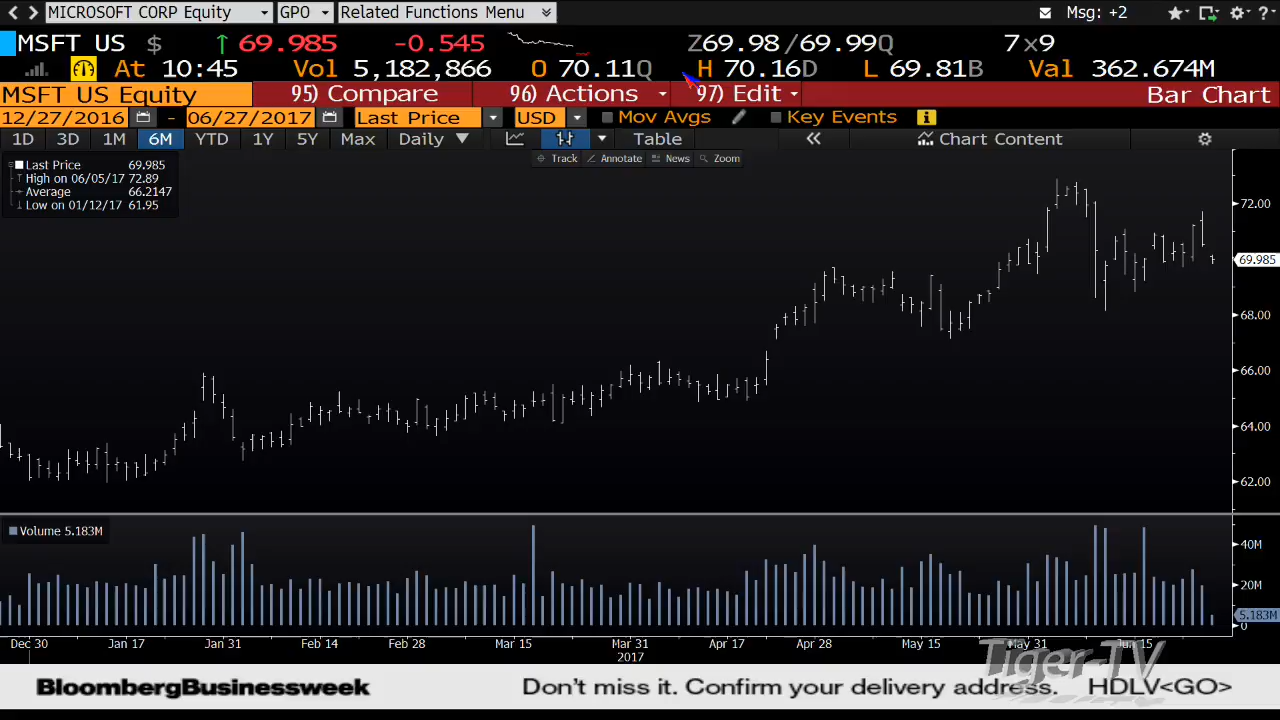 MICROSOFT CORP Equity GPO Related Functions Menu Msg: +2 ?
MSFT US $ ↑ 69.985 -0.545 Z69.98/69.99Q 7x9
At 10:45 Vol 5,182,866 O 70.11Q H 70.16D L 69.81B Val 362.674M
MSFT US Equity 95) Compare 96) Actions 97) Edit Bar Chart
12/27/2016 - 06/27/2017 Last Price USD Mov Avgs Key Events i
1D 3D 1M 6M YTD 1Y 5Y Max Daily ▼ Table « Chart Content
Track Annotate News Zoom
Last Price 69.985
High on 06/05/17 72.89
Average 66.2147
Low on 01/12/17 61.95
72.00
69.985
68.00
66.00
64.00
62.00
Volume 5.183M
40M
20M
5.183M
0
Dec 30 Jan 17 Jan 31 Feb 14 Feb 28 Mar 15 Mar 31 Apr 17 Apr 28 May 15 May 31 Jun 15
2017
Tiger-TV
BloombergBusinessweek Don't miss it. Confirm your delivery address. HDLV<GO>